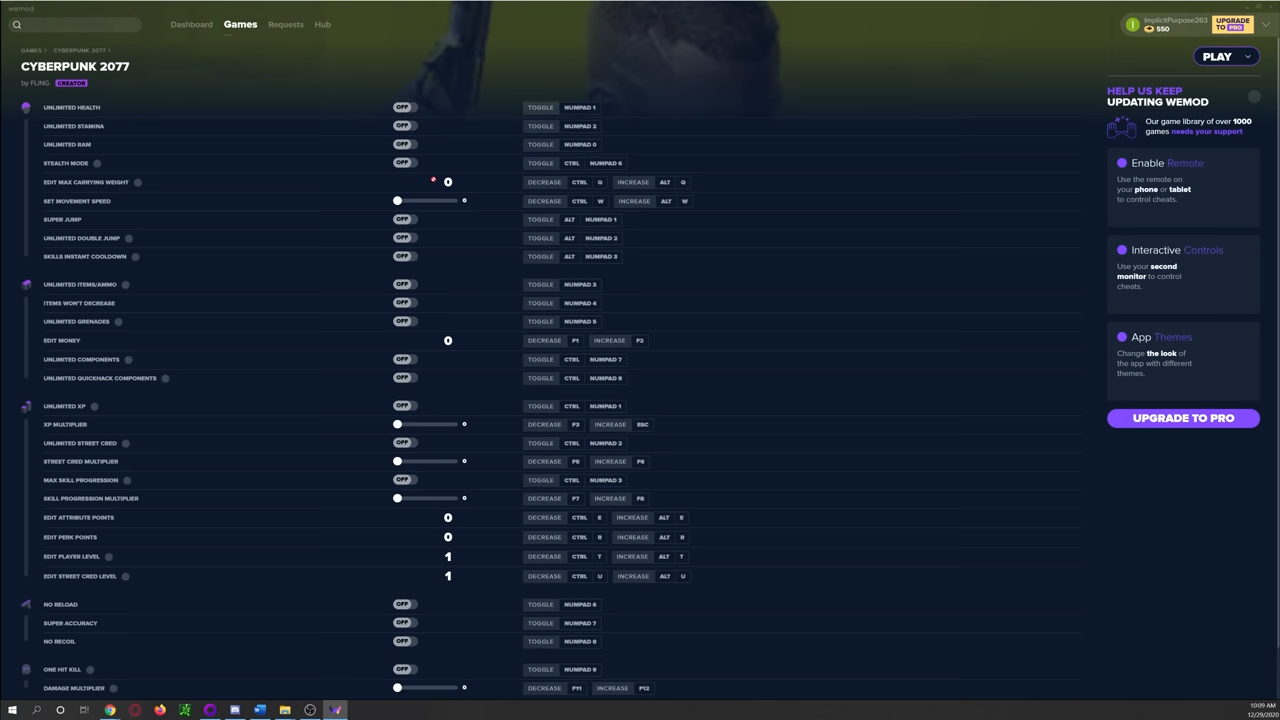 wemod
Dashboard Games Requests Hub
ImplicitPurpose263
550
UPGRADE TO PRO
GAMES > CYBERPUNK 2077 >
CYBERPUNK 2077
by FLING CREATOR
PLAY
UNLIMITED HEALTH OFF TOGGLE NUMPAD 1
UNLIMITED STAMINA OFF TOGGLE NUMPAD 2
UNLIMITED RAM OFF TOGGLE NUMPAD 0
STEALTH MODE OFF TOGGLE CTRL NUMPAD 6
EDIT MAX CARRYING WEIGHT 0 DECREASE CTRL Q INCREASE ALT Q
SET MOVEMENT SPEED 0 DECREASE CTRL W INCREASE ALT W
SUPER JUMP OFF TOGGLE ALT NUMPAD 1
UNLIMITED DOUBLE JUMP OFF TOGGLE ALT NUMPAD 2
SKILLS INSTANT COOLDOWN OFF TOGGLE ALT NUMPAD 3
UNLIMITED ITEMS/AMMO OFF TOGGLE NUMPAD 3
ITEMS WON'T DECREASE OFF TOGGLE NUMPAD 4
UNLIMITED GRENADES OFF TOGGLE NUMPAD 5
EDIT MONEY 0 DECREASE F1 INCREASE F2
UNLIMITED COMPONENTS OFF TOGGLE CTRL NUMPAD 7
UNLIMITED QUICKHACK COMPONENTS OFF TOGGLE CTRL NUMPAD 8
UNLIMITED XP OFF TOGGLE CTRL NUMPAD 1
XP MULTIPLIER 0 DECREASE F3 INCREASE ESC
UNLIMITED STREET CRED OFF TOGGLE CTRL NUMPAD 2
STREET CRED MULTIPLIER 0 DECREASE F5 INCREASE F6
MAX SKILL PROGRESSION OFF TOGGLE CTRL NUMPAD 3
SKILL PROGRESSION MULTIPLIER 0 DECREASE F7 INCREASE F8
EDIT ATTRIBUTE POINTS 0 DECREASE CTRL E INCREASE ALT E
EDIT PERK POINTS 0 DECREASE CTRL R INCREASE ALT R
EDIT PLAYER LEVEL 1 DECREASE CTRL T INCREASE ALT T
EDIT STREET CRED LEVEL 1 DECREASE CTRL U INCREASE ALT U
NO RELOAD OFF TOGGLE NUMPAD 6
SUPER ACCURACY OFF TOGGLE NUMPAD 7
NO RECOIL OFF TOGGLE NUMPAD 8
ONE HIT KILL OFF TOGGLE NUMPAD 9
DAMAGE MULTIPLIER 0 DECREASE F11 INCREASE F12
HELP US KEEP
UPDATING WEMOD
Our game library of over 1000
games needs your support
Enable Remote
Use the remote on
your phone or tablet
to control cheats.
Interactive Controls
Use your second
monitor to control
cheats.
App Themes
Change the look of
the app with different
themes.
UPGRADE TO PRO
10:09 AM
12/29/2020